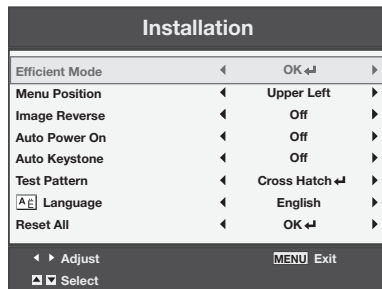 Installation
Efficient Mode OK
Menu Position Upper Left
Image Reverse Off
Auto Power On Off
Auto Keystone Off
Test Pattern Cross Hatch
Language English
Reset All OK
Adjust MENU Exit
Select